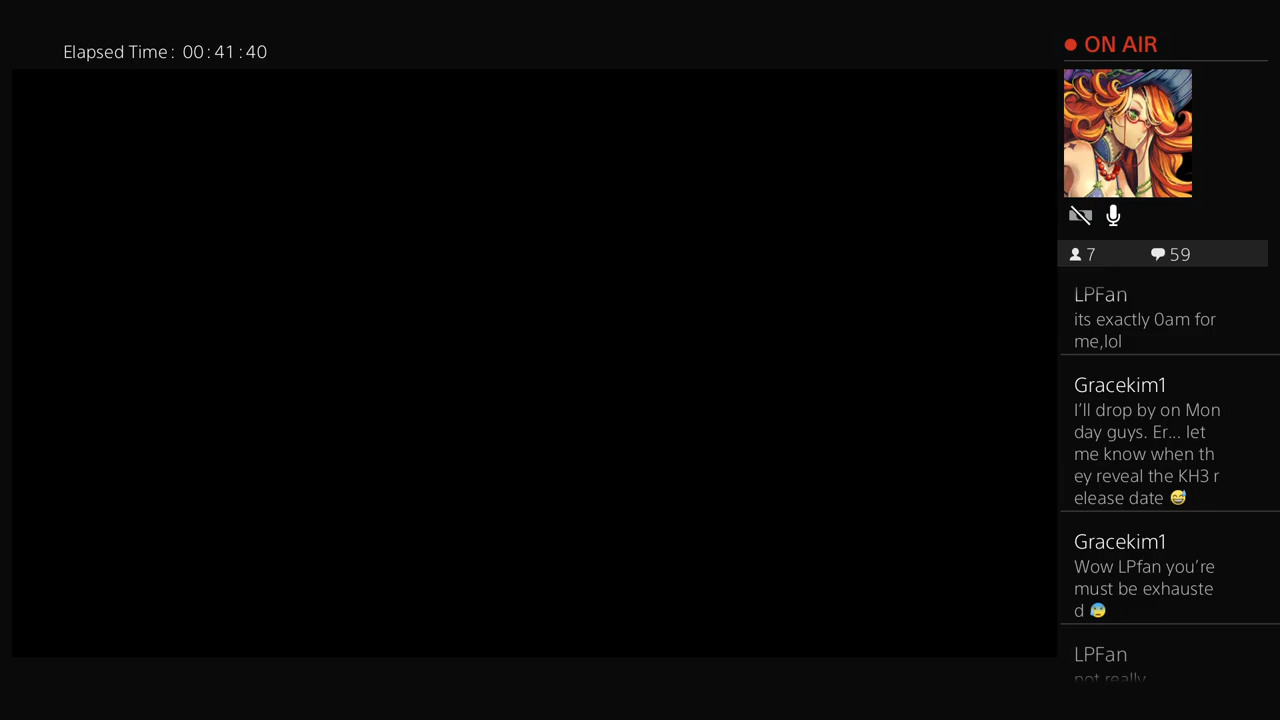 Elapsed Time: 00:41:40
ON AIR
7 59
LPFan
its exactly 0am for
me,lol
Gracekim1
I'll drop by on Mon
day guys. Er... let
me know when th
ey reveal the KH3 r
elease date 😅
Gracekim1
Wow LPfan you're
must be exhauste
d 😰
LPFan
not really